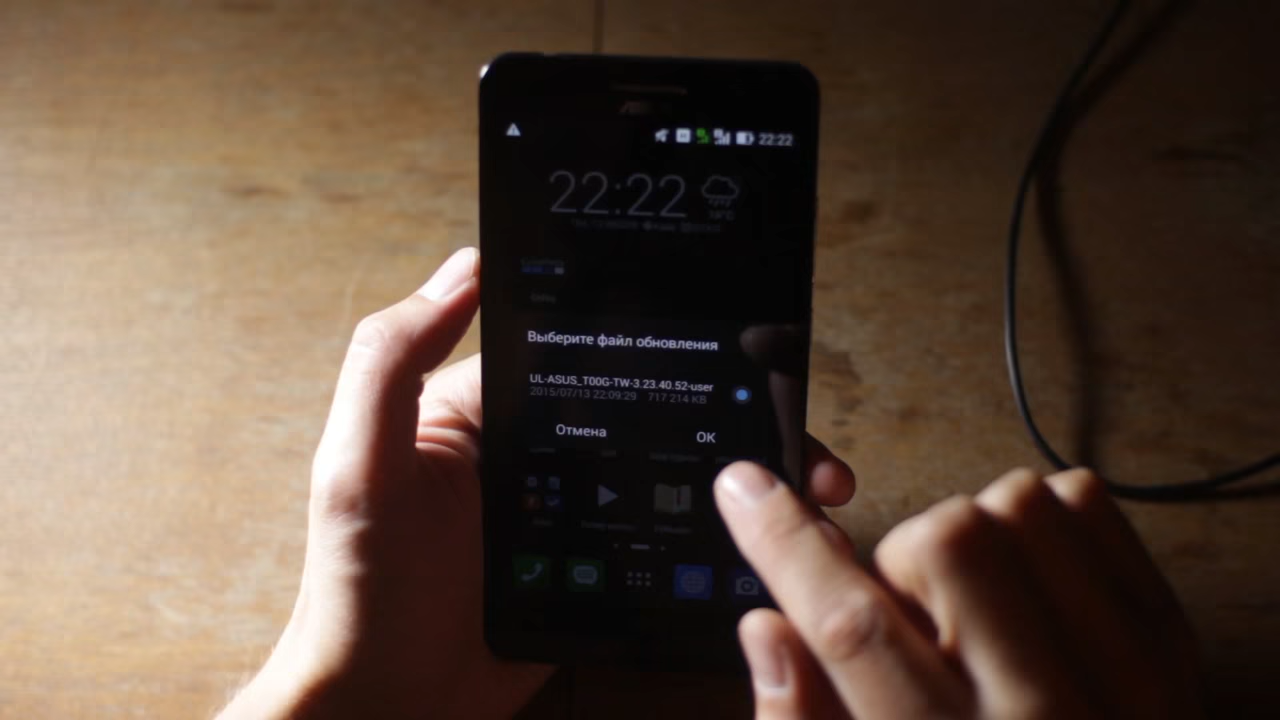 22:22
22:22
Выберите файл обновления
UL-ASUS_T00G-TW-3.23.40.52-user
2015/07/13 22:09:29 717 214 KB
Отмена
OK